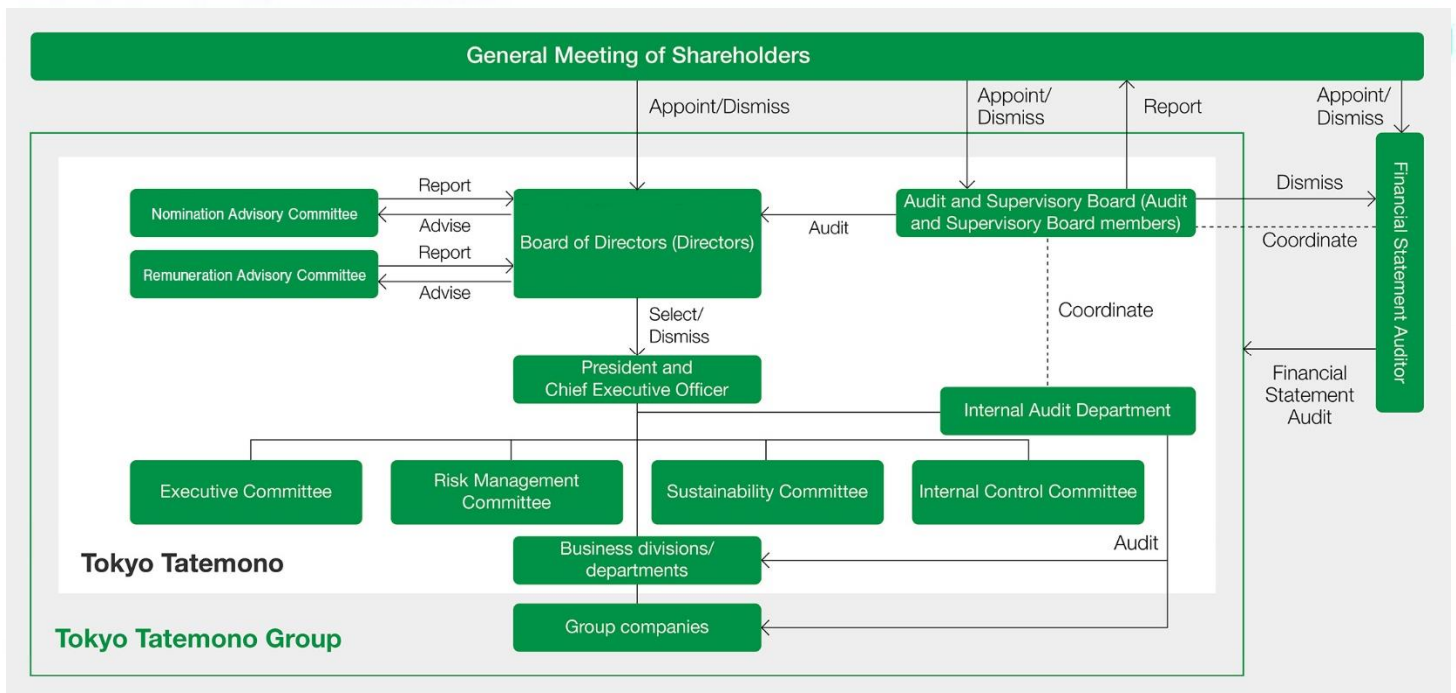 General Meeting of Shareholders
Appoint/Dismiss
Appoint/
Dismiss
Report
Appoint/
Dismiss
Nomination Advisory Committee
Report
Advise
Remuneration Advisory Committee
Report
Advise
Board of Directors (Directors)
Audit
Audit and Supervisory Board (Audit
and Supervisory Board members)
Dismiss
Coordinate
Financial Statement Auditor
Select/
Dismiss
Coordinate
President and
Chief Executive Officer
Financial
Statement
Audit
Internal Audit Department
Executive Committee
Risk Management
Committee
Sustainability Committee
Internal Control Committee
Tokyo Tatemono
Business divisions/
departments
Audit
Tokyo Tatemono Group
Group companies